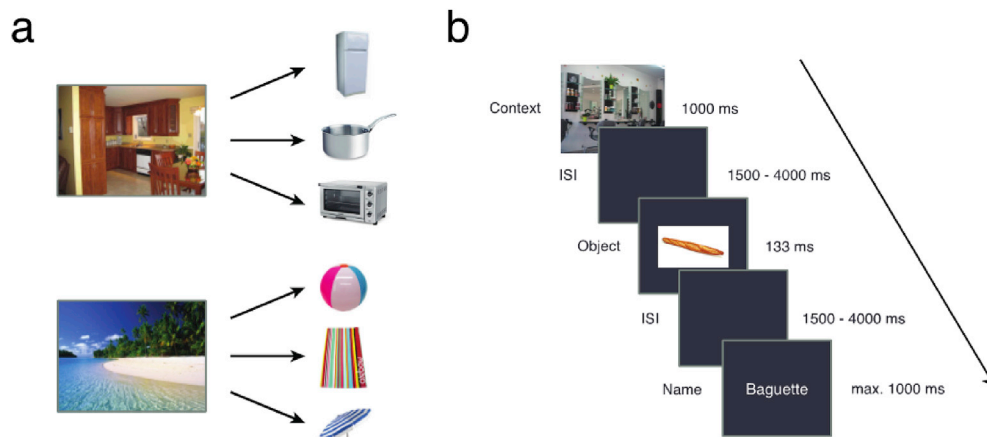 a
b
Context
1000 ms
ISI
1500 - 4000 ms
Object
133 ms
ISI
1500 - 4000 ms
Name
Baguette
max. 1000 ms